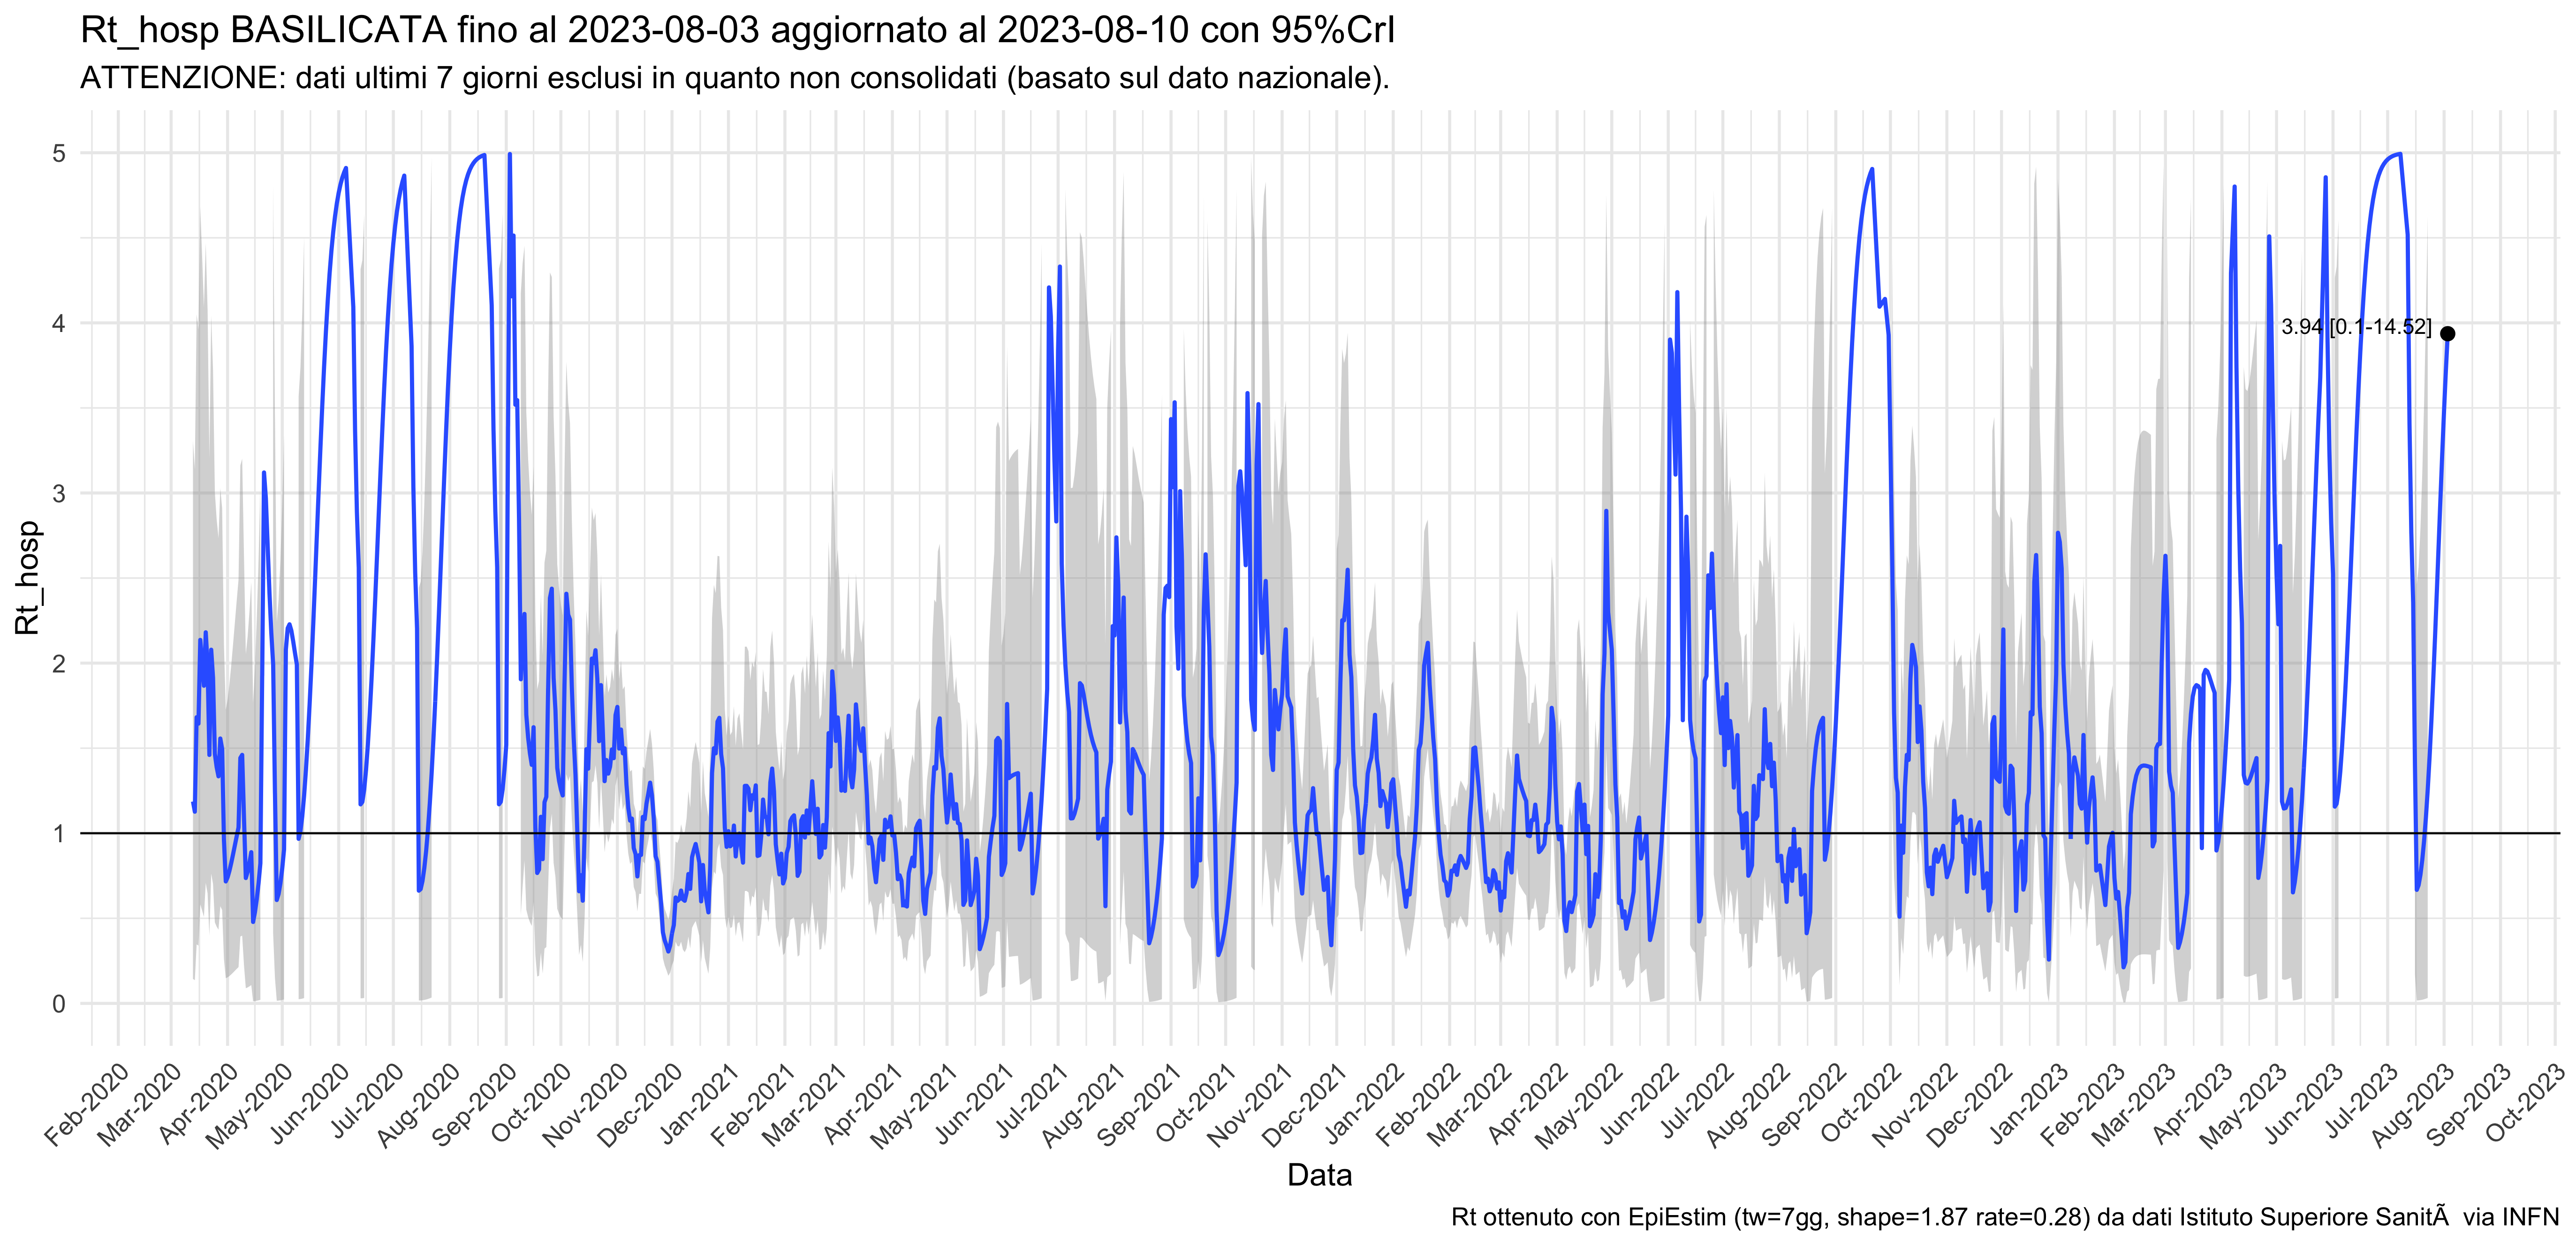 Rt_hosp BASILICATA fino al 2023-08-03 aggiornato al 2023-08-10 con 95%CrI
ATTENZIONE: dati ultimi 7 giorni esclusi in quanto non consolidati (basato sul dato nazionale).
Rt_hosp
5
4
3
2
1
0
3.94 [0.1-14.52]
Feb-2020
Mar-2020
Apr-2020
May-2020
Jun-2020
Jul-2020
Aug-2020
Sep-2020
Oct-2020
Nov-2020
Dec-2020
Jan-2021
Feb-2021
Mar-2021
Apr-2021
May-2021
Jun-2021
Jul-2021
Aug-2021
Sep-2021
Oct-2021
Nov-2021
Dec-2021
Jan-2022
Feb-2022
Mar-2022
Apr-2022
May-2022
Jun-2022
Jul-2022
Aug-2022
Sep-2022
Oct-2022
Nov-2022
Dec-2022
Jan-2023
Feb-2023
Mar-2023
Apr-2023
May-2023
Jun-2023
Jul-2023
Aug-2023
Sep-2023
Oct-2023
Data
Rt ottenuto con EpiEstim (tw=7gg, shape=1.87 rate=0.28) da dati Istituto Superiore SanitÃ  via INFN